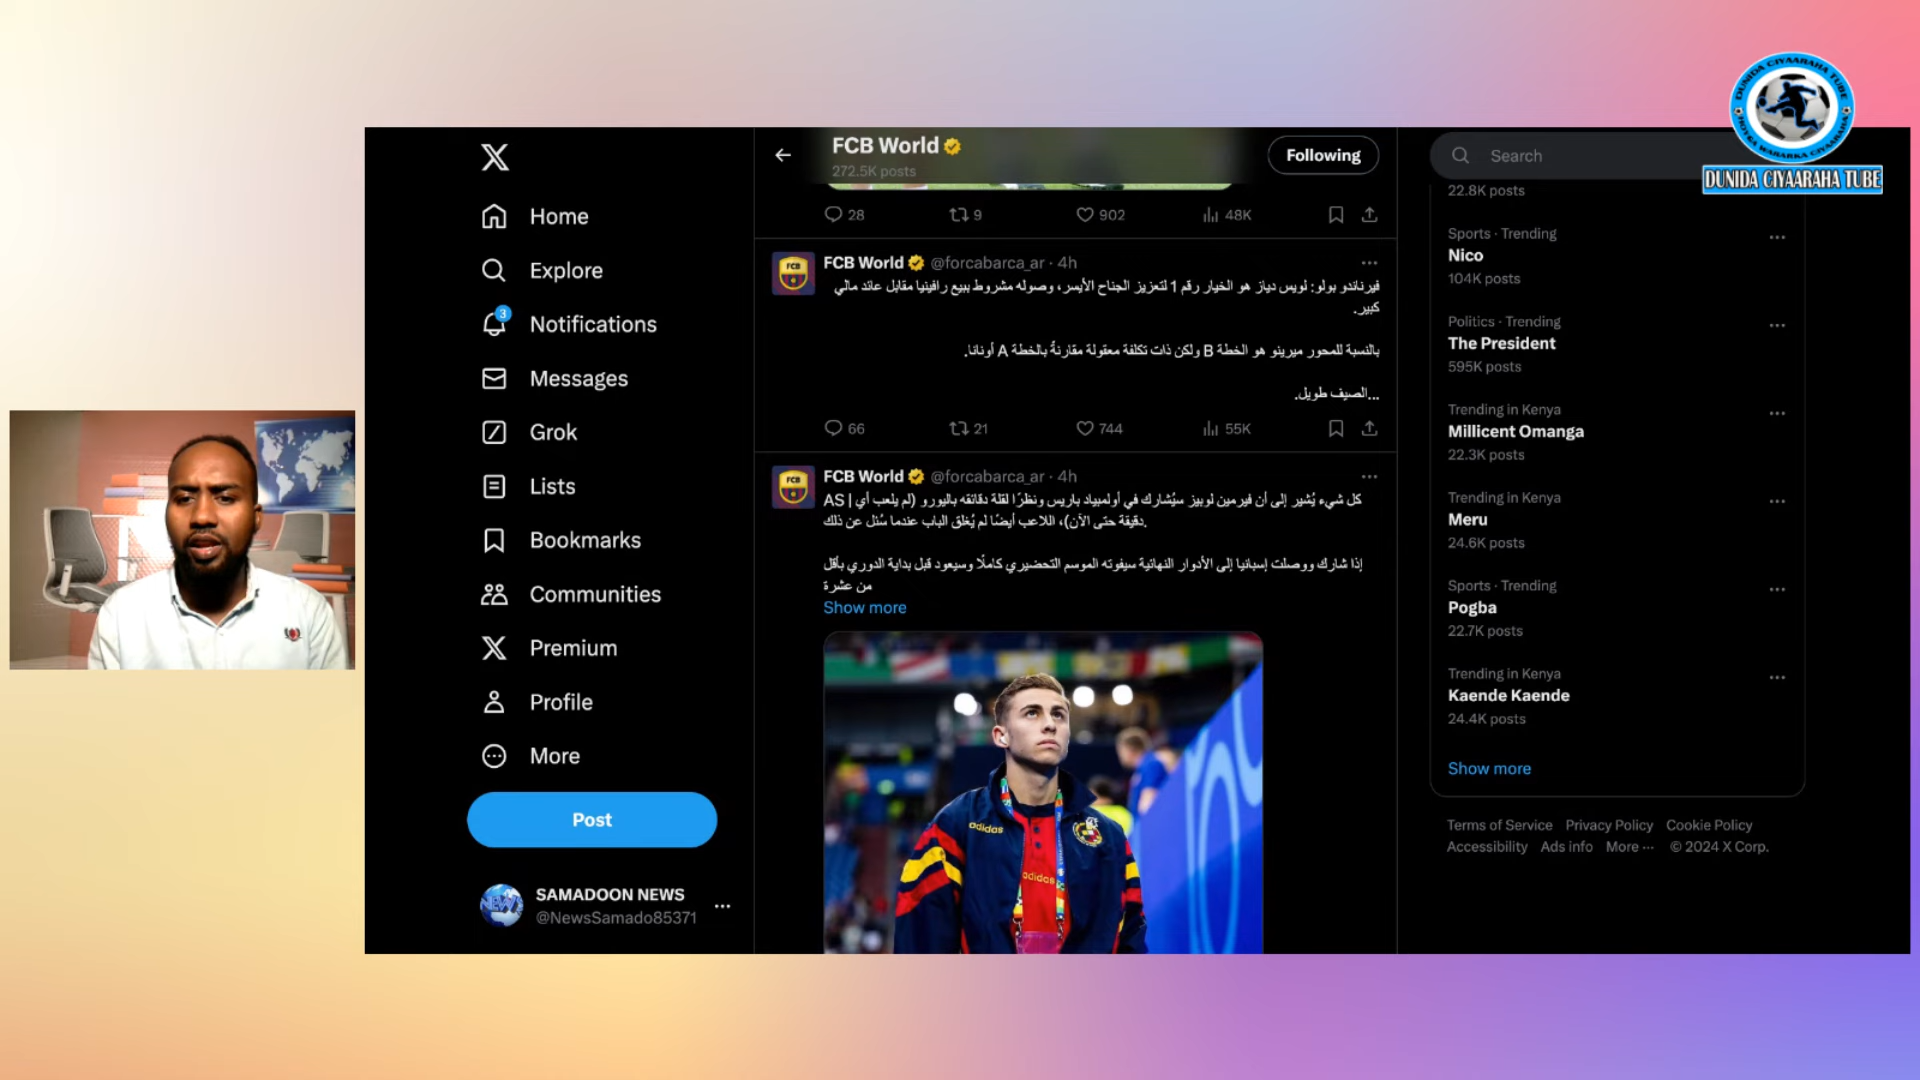 DUNIDA CIYAARAHA TUBE
DUNIDA CIYAARAHA TUBE
Home
Explore
3
Notifications
Messages
Grok
Lists
Bookmarks
Communities
Premium
Profile
More
Post
SAMADOON NEWS
@NewsSamado85371
FCB World
272.5K posts
Following
28 9 902 48K
FCB World @forcabarca_ar · 4h
فيرناندو بولو: لويس دياز هو الخيار رقم 1 لتعزيز الجناح الأيسر، وصوله مشروط ببيع رافينيا مقابل عائد مالي
كبير.
بالنسبة للمحور ميرينو هو الخطة B ولكن ذات تكلفة معقولة مقارنةً بالخطة A أونانا.
...الصيف طويل.
66 21 744 55K
FCB World @forcabarca_ar · 4h
كل شيء يُشير إلى أن فيرمين لوبيز سيُشارك في أولمبياد باريس ونظرًا لقلة دقائقه باليورو (لم يلعب أي | AS
دقيقة حتى الآن)، اللاعب أيضًا لم يُغلق الباب عندما سُئل عن ذلك.
إذا شارك ووصلت إسبانيا إلى الأدوار النهائية سيفوته الموسم التحضيري كاملًا وسيعود قبل بداية الدوري بأقل
من عشرة
Show more
adidas
adidas
Search
22.8K posts
Sports · Trending
Nico
104K posts
Politics · Trending
The President
595K posts
Trending in Kenya
Millicent Omanga
22.3K posts
Trending in Kenya
Meru
24.6K posts
Sports · Trending
Pogba
22.7K posts
Trending in Kenya
Kaende Kaende
24.4K posts
Show more
Terms of Service Privacy Policy Cookie Policy
Accessibility Ads info More ··· © 2024 X Corp.